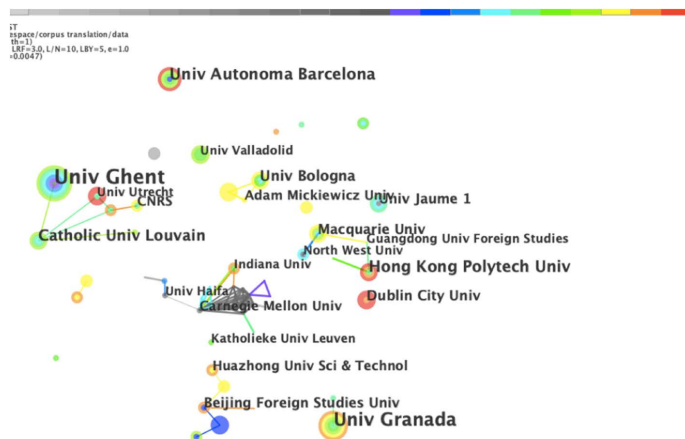 ST
espace/corpus translation/data
th=1)
LRF=3.0, L/N=10, LBY=5, e=1.0
=0.0047)
Univ Autonoma Barcelona
Univ Valladolid
Univ Ghent
Univ Bologna
Univ Utrecht
CNRS
Adam Mickiewicz Univ
Univ Jaume 1
Catholic Univ Louvain
Macquarie Univ
Guangdong Univ Foreign Studies
North West Univ
Indiana Univ
Hong Kong Polytech Univ
Univ Haifa
Dublin City Univ
Carnegie Mellon Univ
Katholieke Univ Leuven
Huazhong Univ Sci & Technol
Beijing Foreign Studies Univ
Univ Granada